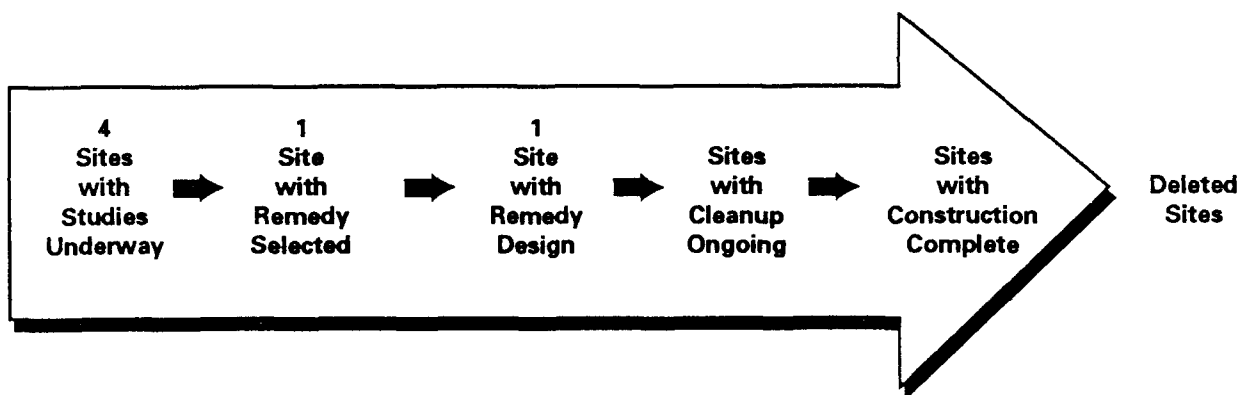 4
Sites
with
Studies
Underway
1
Site
with
Remedy
Selected
1
Site
with
Remedy
Design
Sites
with
Cleanup
Ongoing
Sites
with
Construction
Complete
Deleted
Sites